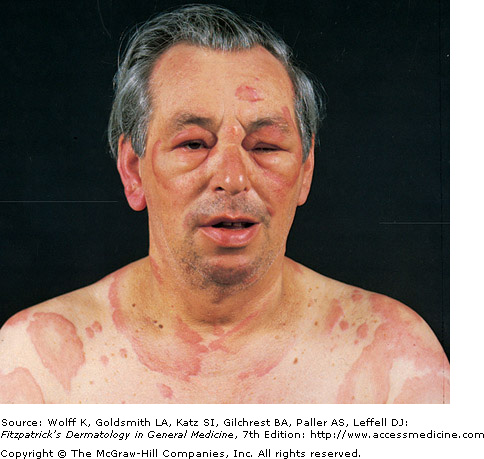 Source: Wolff K, Goldsmith LA, Katz SI, Gilchrest BA, Paller AS, Leffell DJ:
Fitzpatrick's Dermatology in General Medicine, 7th Edition: http://www.accessmedicine.com
Copyright © The McGraw-Hill Companies, Inc. All rights reserved.